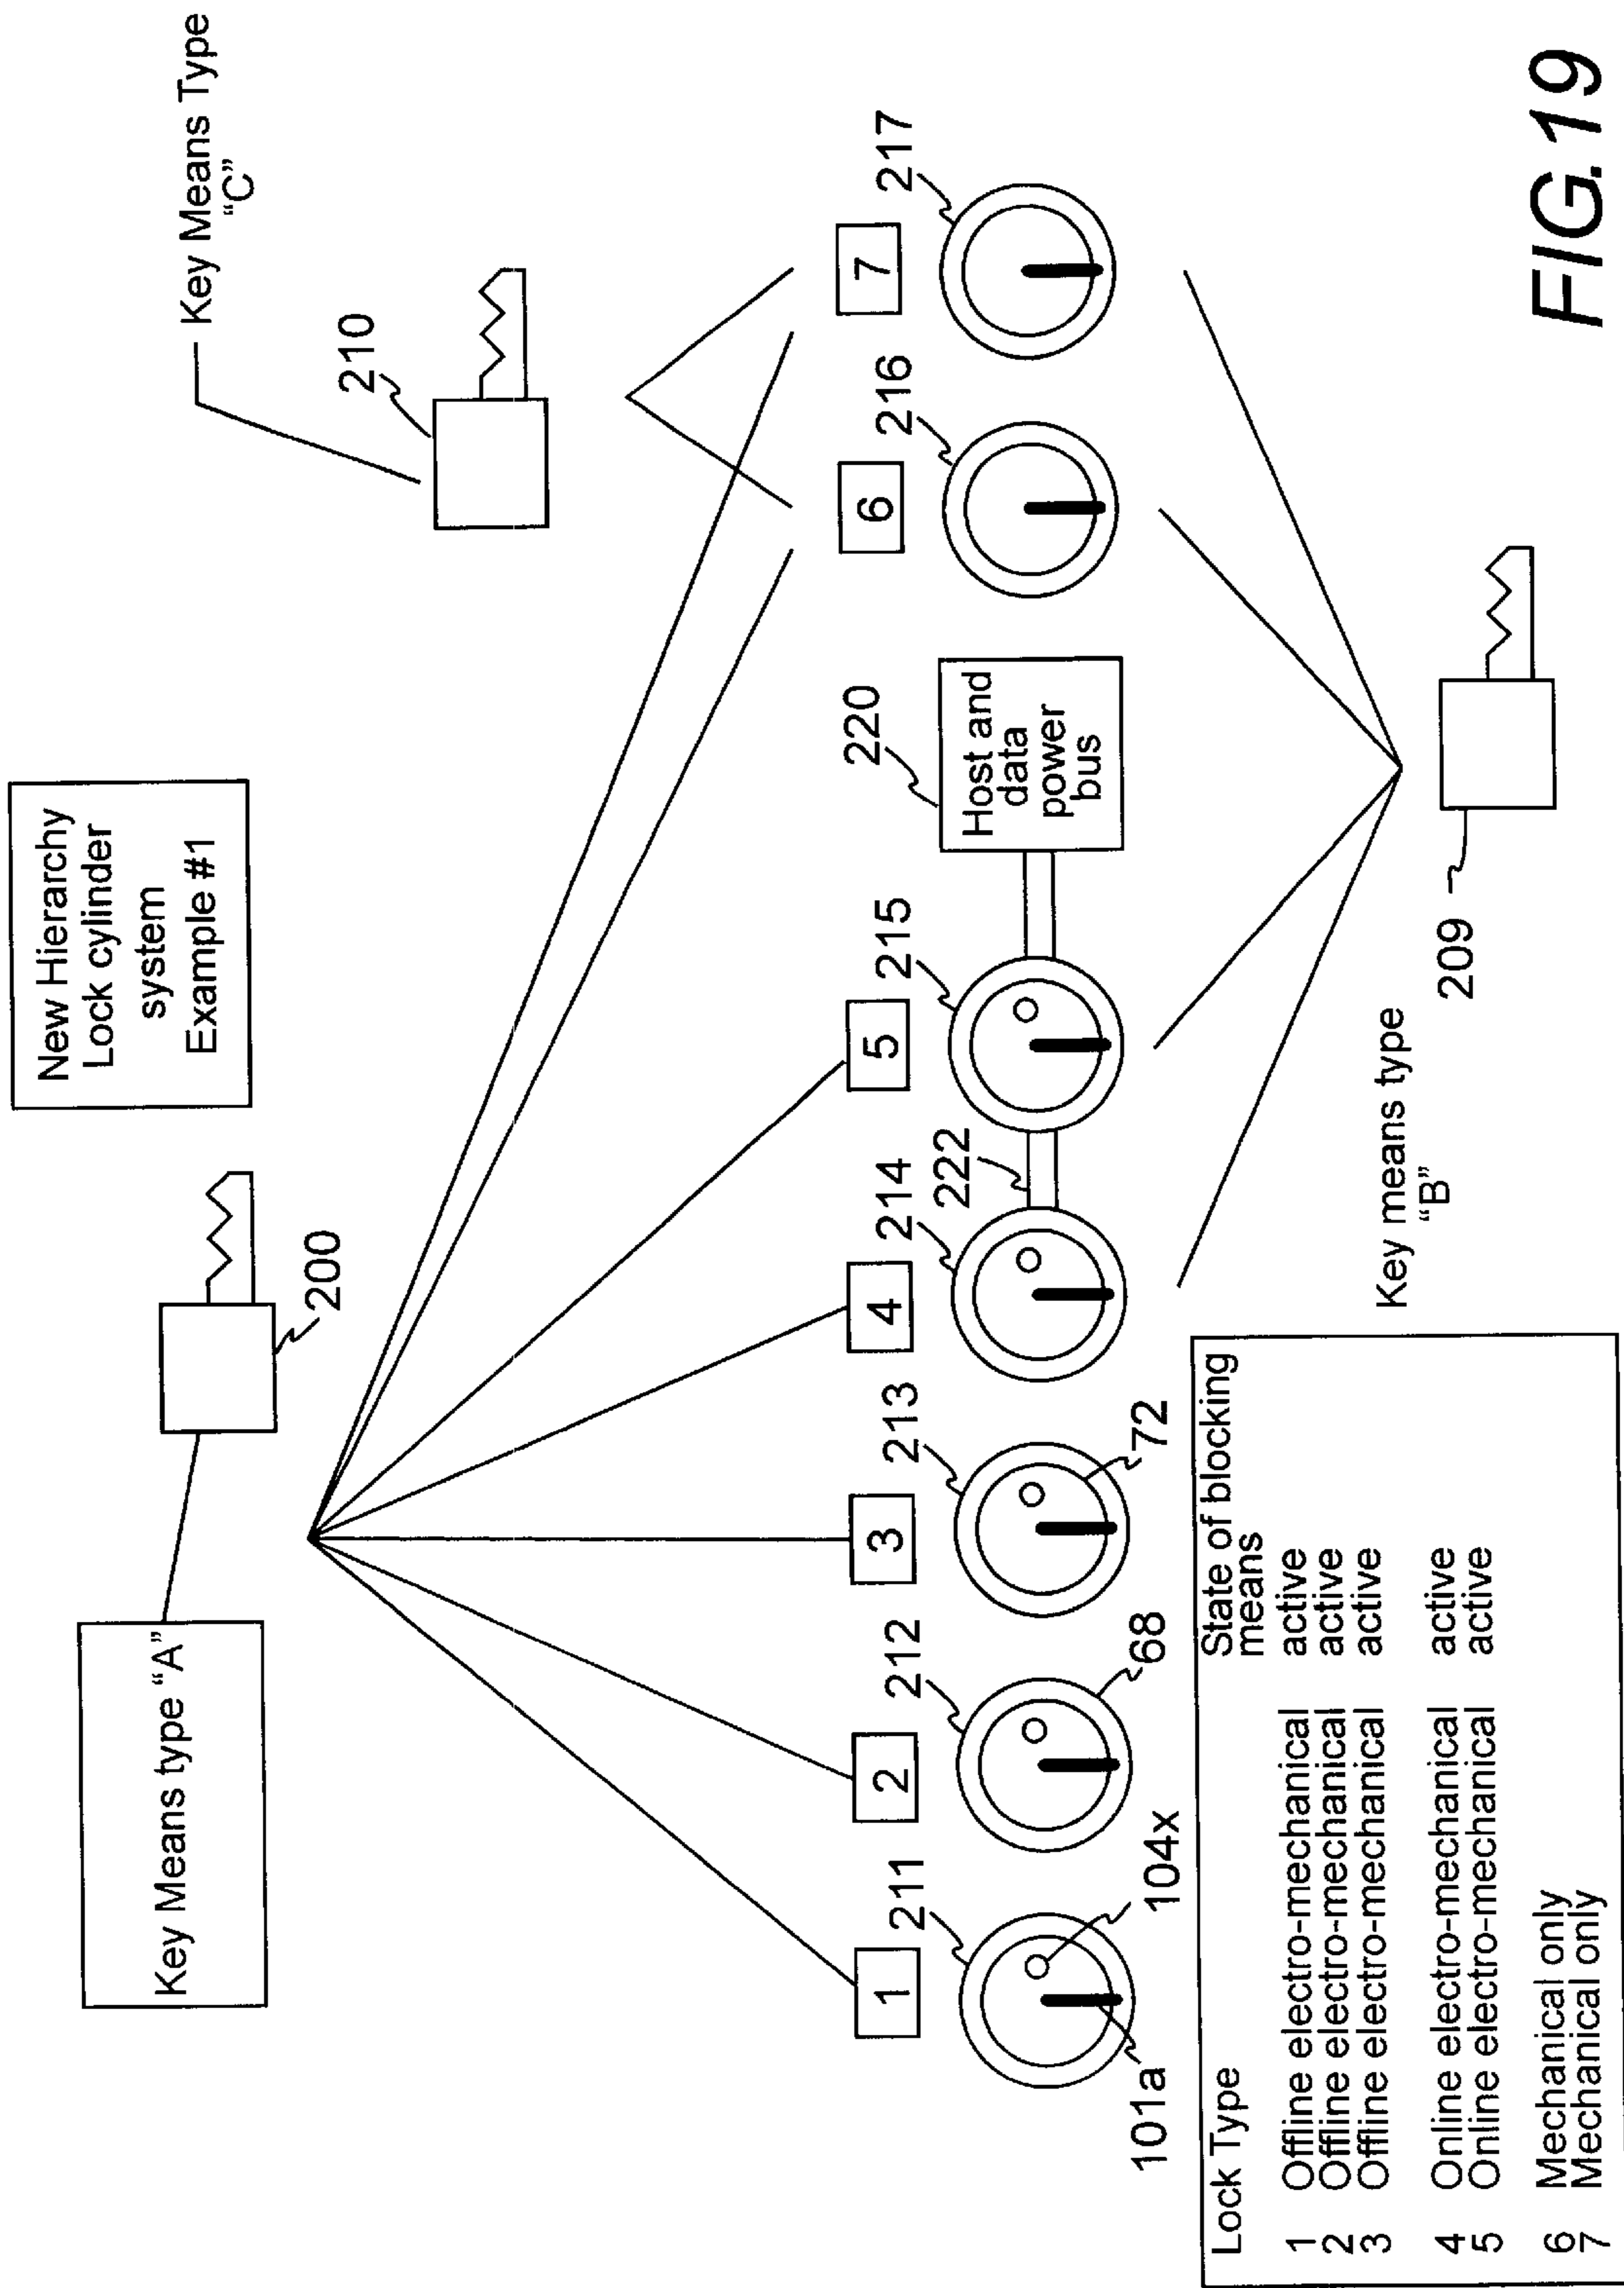 New Hierarchy
Lock cylinder
system
Example #1
Key Means type “A”
200
Key Means Type
“C”
210
1
2
3
4
5
6
7
211
212
213
214
215
216
217
222
220
Host and
data
power
bus
101a
104x
68
72
Key means type
“B”
209
Lock Type State of blocking
means
1 Offline electro-mechanical active
2 Offline electro-mechanical active
3 Offline electro-mechanical active
4 Online electro-mechanical active
5 Online electro-mechanical active
6 Mechanical only
7 Mechanical only
FIG.19